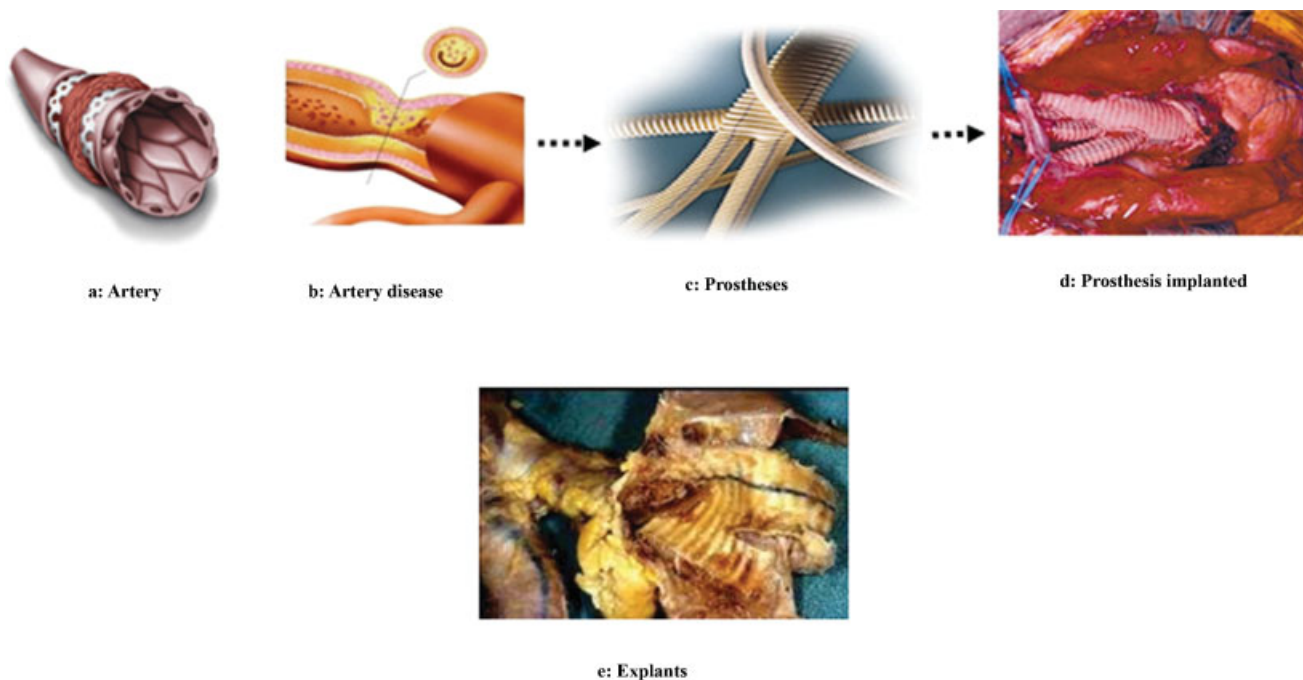 a: Artery
b: Artery disease
c: Prostheses
d: Prosthesis implanted
e: Explants